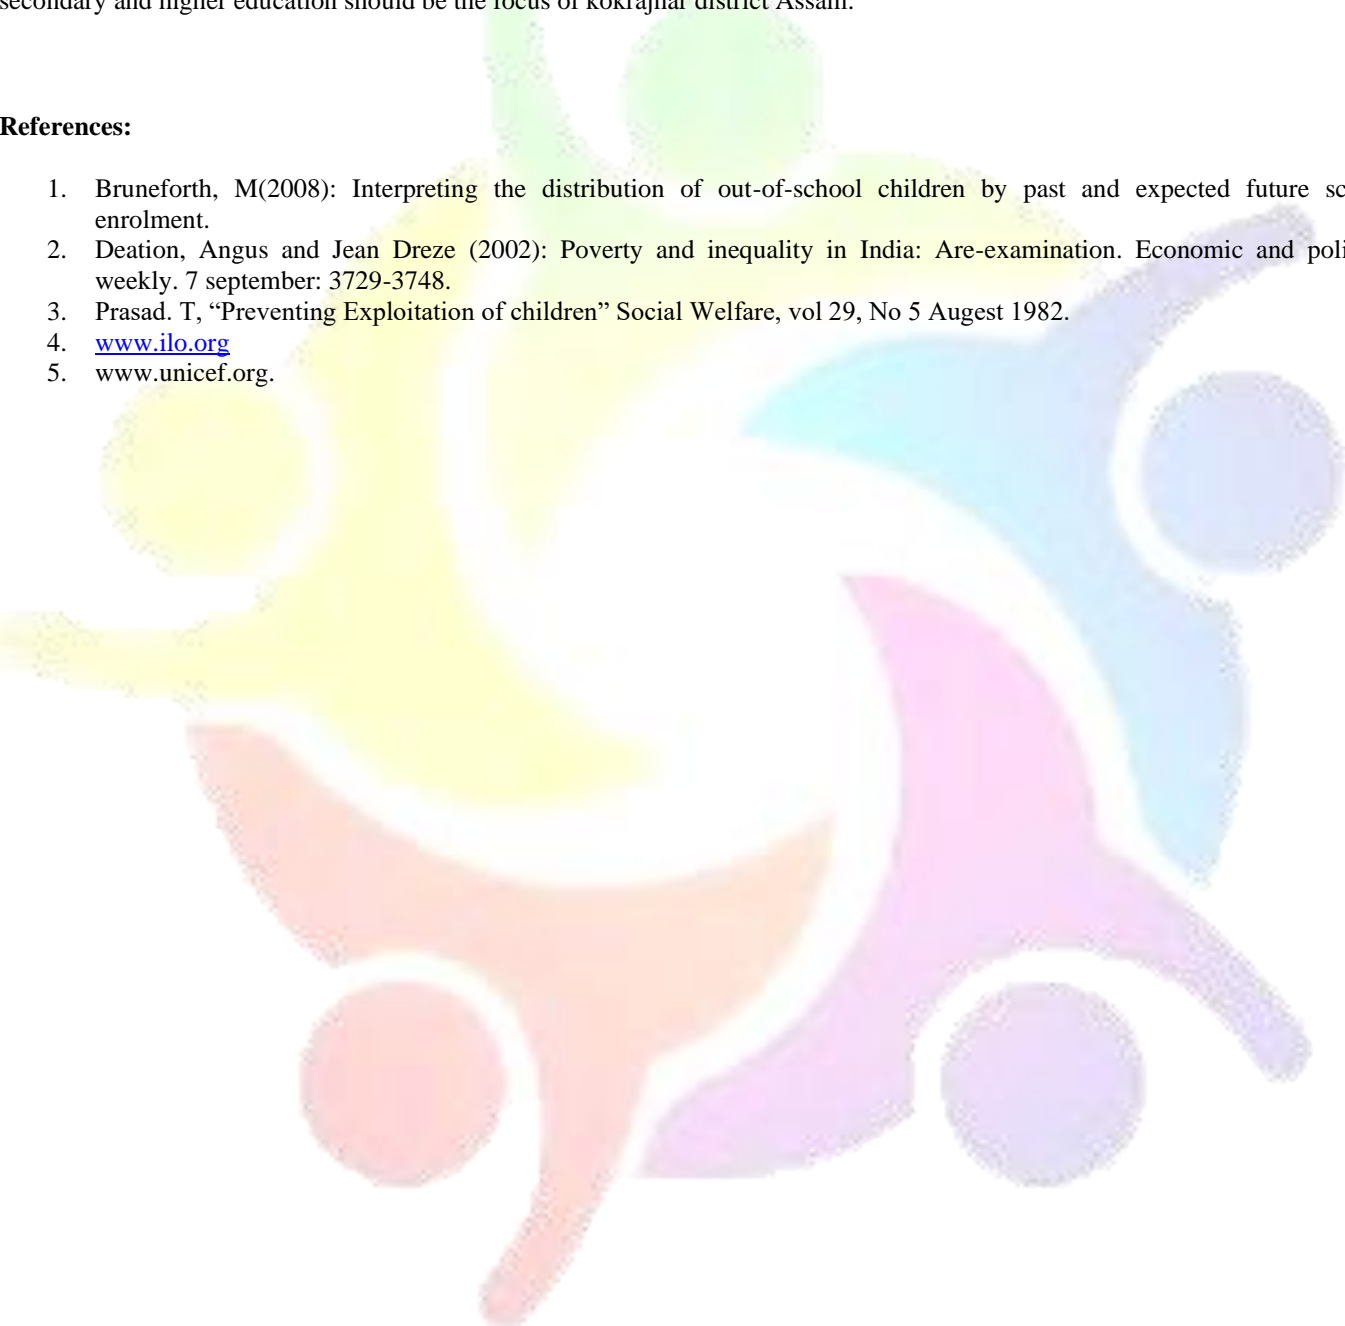 secondary and higher education should be the focus of kokrajhar district Assam.
References:
1. Bruneforth, M(2008): Interpreting the distribution of out-of-school children by past and expected future sc
enrolment.
2. Deation, Angus and Jean Dreze (2002): Poverty and inequality in India: Are-examination. Economic and poli
weekly. 7 september: 3729-3748.
3. Prasad. T, “Preventing Exploitation of children” Social Welfare, vol 29, No 5 Augest 1982.
4. www.ilo.org
5. www.unicef.org.